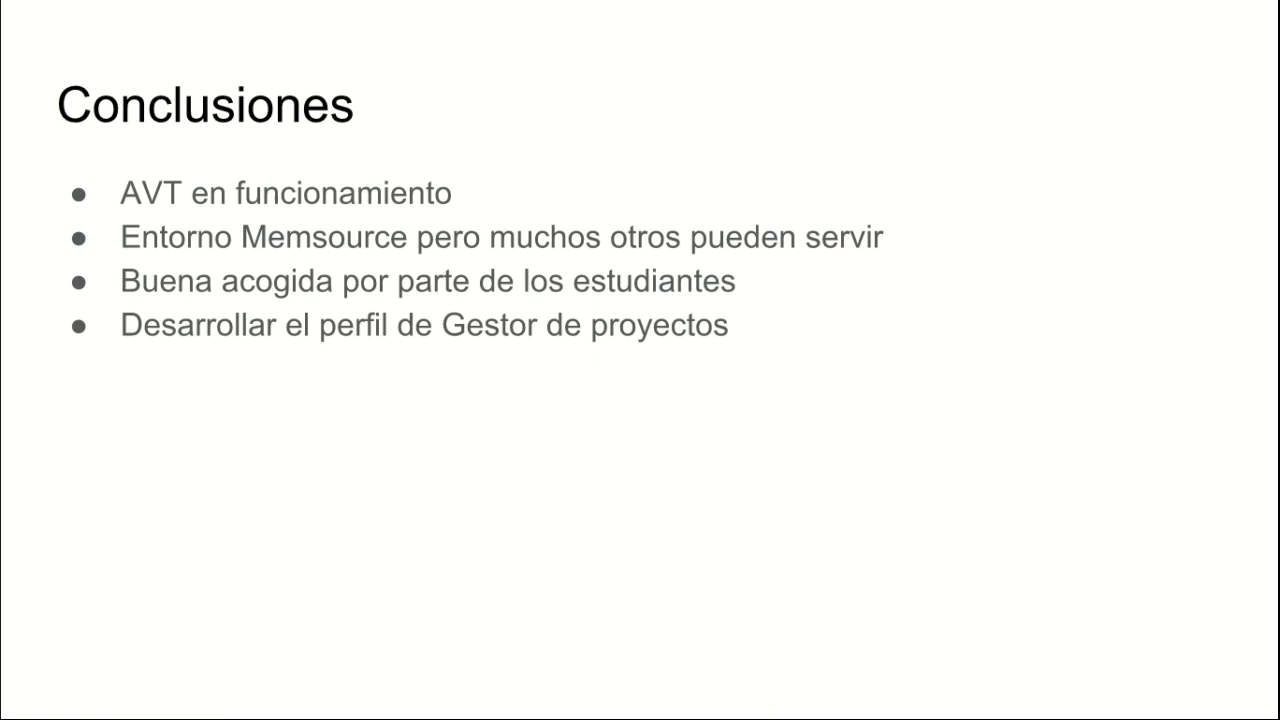 Conclusiones
● AVT en funcionamiento
● Entorno Memsource pero muchos otros pueden servir
● Buena acogida por parte de los estudiantes
● Desarrollar el perfil de Gestor de proyectos